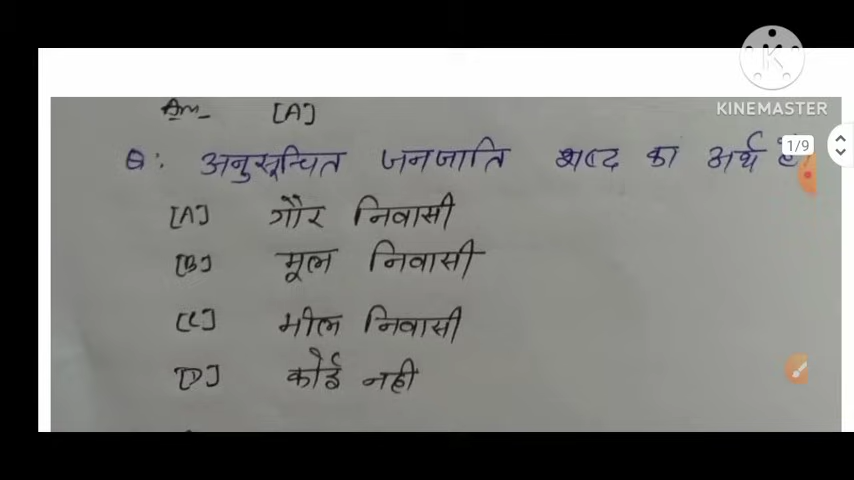 KINEMASTER
Ans- [A]
1/9
Q: अनुसूचित जनजाति शब्द का अर्थ है।
[A] गौर निवासी
[B] मूल निवासी
[C] भील निवासी
[D] कोई नही